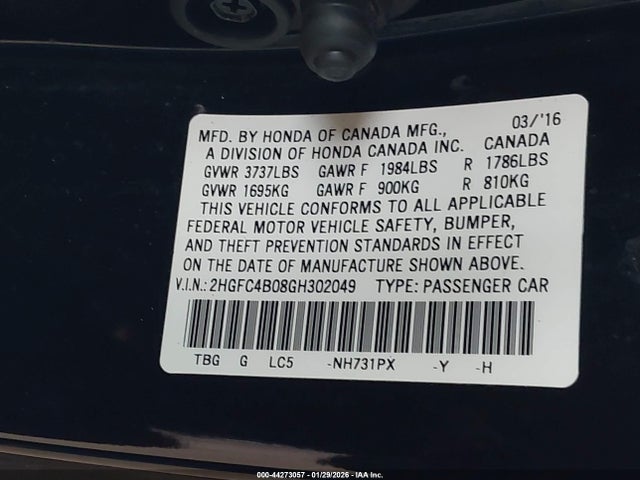 03/'16
MFD. BY HONDA OF CANADA MFG., CANADA
A DIVISION OF HONDA CANADA INC.
GVWR 3737LBS GAWR F 1984LBS R 1786LBS
GVWR 1695KG GAWR F 900KG R 810KG
THIS VEHICLE CONFORMS TO ALL APPLICABLE
FEDERAL MOTOR VEHICLE SAFETY, BUMPER,
AND THEFT PREVENTION STANDARDS IN EFFECT
ON THE DATE OF MANUFACTURE SHOWN ABOVE.
V.I.N.: 2HGFC4B08GH302049 TYPE: PASSENGER CAR
TBG G LC5 -NH731PX -Y -H
000-44273057 - 01/29/2026 - IAA Inc.